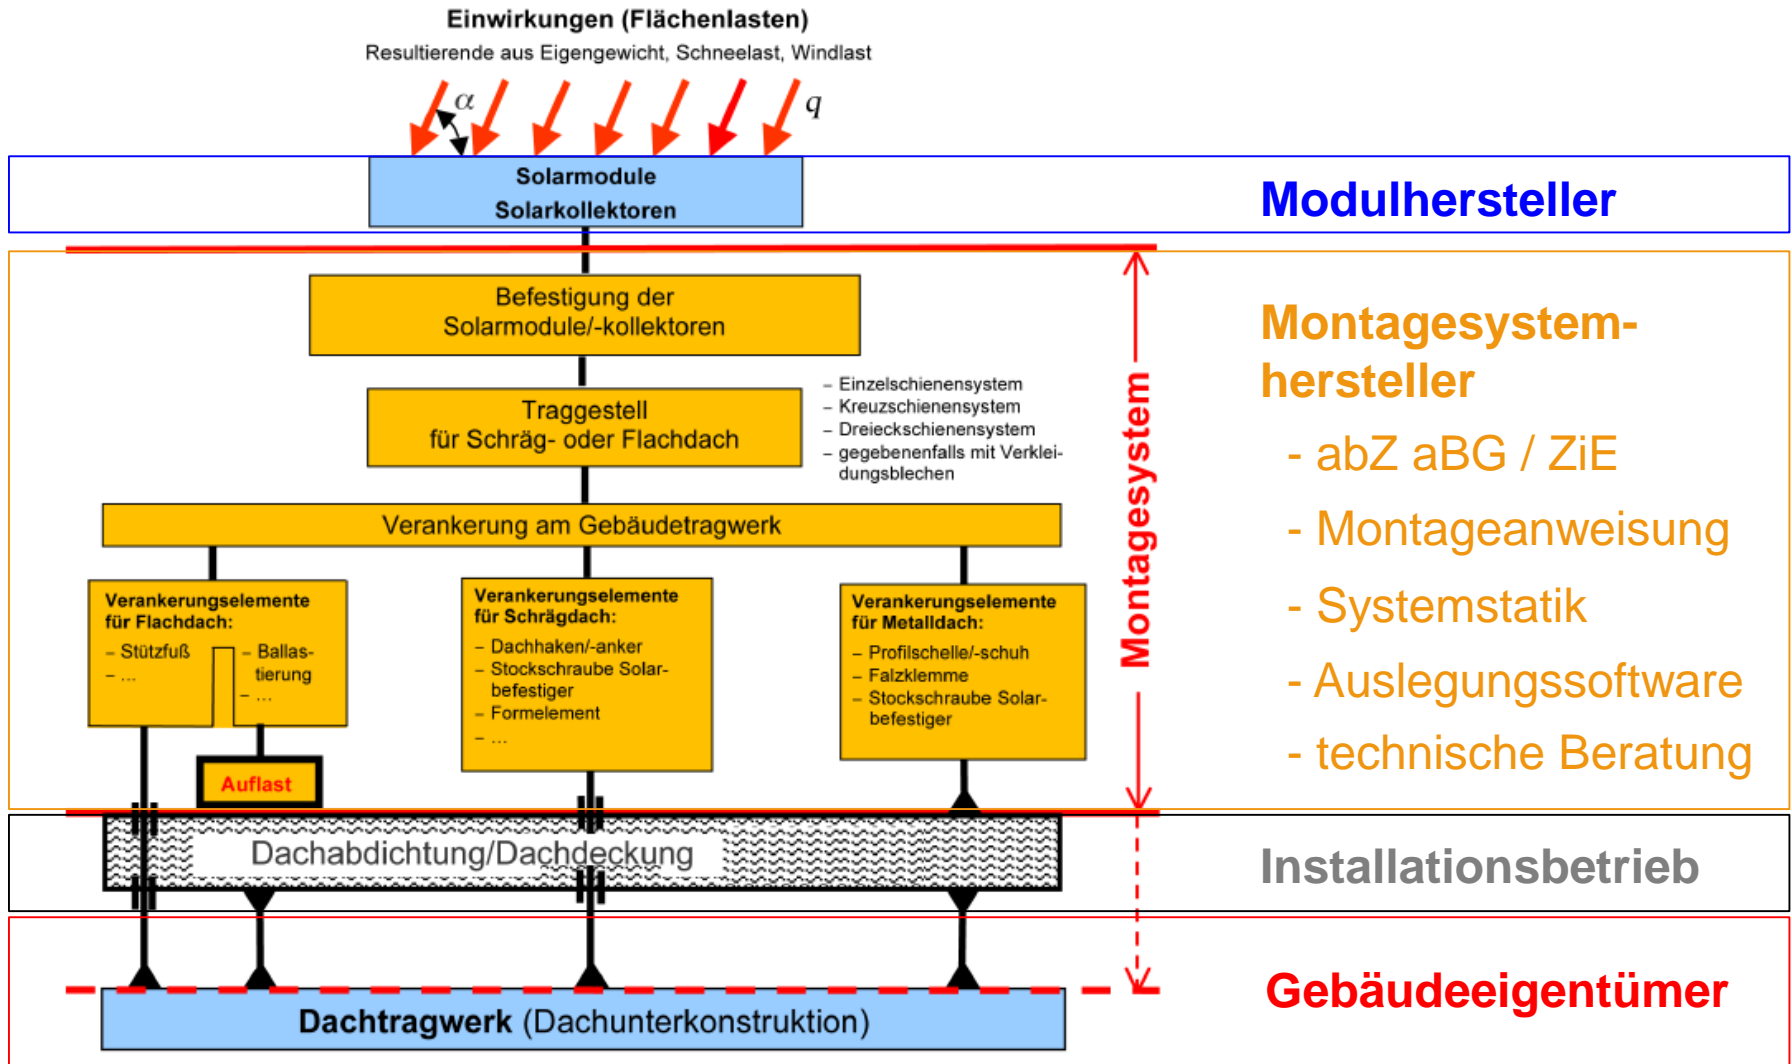 Einwirkungen (Flächenlasten)
Resultierende aus Eigengewicht, Schneelast, Windlast
α
q
Solarmodule
Solarkollektoren
Modulhersteller
Befestigung der
Solarmodule/-kollektoren
Traggestell
für Schräg- oder Flachdach
– Einzelschienensystem
– Kreuzschienensystem
– Dreieckschienensystem
– gegebenenfalls mit Verklei-
dungsblechen
Verankerung am Gebäudetragwerk
Verankerungselemente
für Flachdach:
– Stützfuß
– ...
– Ballas-
tierung
– ...
Auflast
Verankerungselemente
für Schrägdach:
– Dachhaken/-anker
– Stockschraube Solar-
befestiger
– Formelement
– ...
Verankerungselemente
für Metalldach:
– Profilschelle/-schuh
– Falzklemme
– Stockschraube Solar-
befestiger
Montagesystem
Montagesystem-
hersteller
- abZ aBG / ZiE
- Montageanweisung
- Systemstatik
- Auslegungssoftware
- technische Beratung
Dachabdichtung/Dachdeckung
Installationsbetrieb
Dachtragwerk (Dachunterkonstruktion)
Gebäudeeigentümer